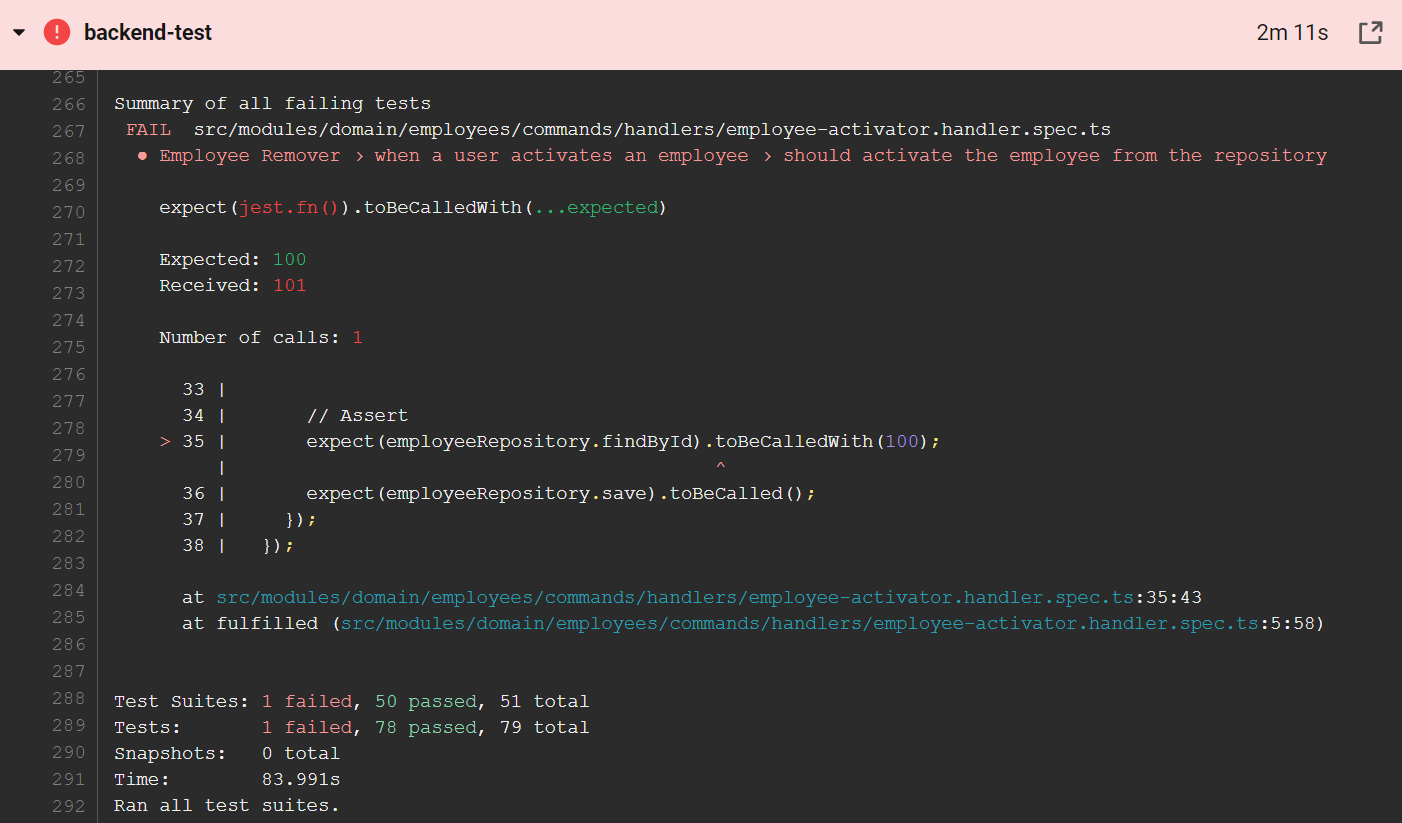 backend-test 2m 11s
265
266 Summary of all failing tests
267 FAIL src/modules/domain/employees/commands/handlers/employee-activator.handler.spec.ts
268 ● Employee Remover › when a user activates an employee › should activate the employee from the repository
269
270 expect(jest.fn()).toBeCalledWith(...expected)
271
272 Expected: 100
273 Received: 101
274
275 Number of calls: 1
276
277 33 |
278 34 | // Assert
279 > 35 | expect(employeeRepository.findById).toBeCalledWith(100);
280 | ^
281 36 | expect(employeeRepository.save).toBeCalled();
282 37 | });
283 38 | });
284
285 at src/modules/domain/employees/commands/handlers/employee-activator.handler.spec.ts:35:43
286 at fulfilled (src/modules/domain/employees/commands/handlers/employee-activator.handler.spec.ts:5:58)
287
288 Test Suites: 1 failed, 50 passed, 51 total
289 Tests: 1 failed, 78 passed, 79 total
290 Snapshots: 0 total
291 Time: 83.991s
292 Ran all test suites.